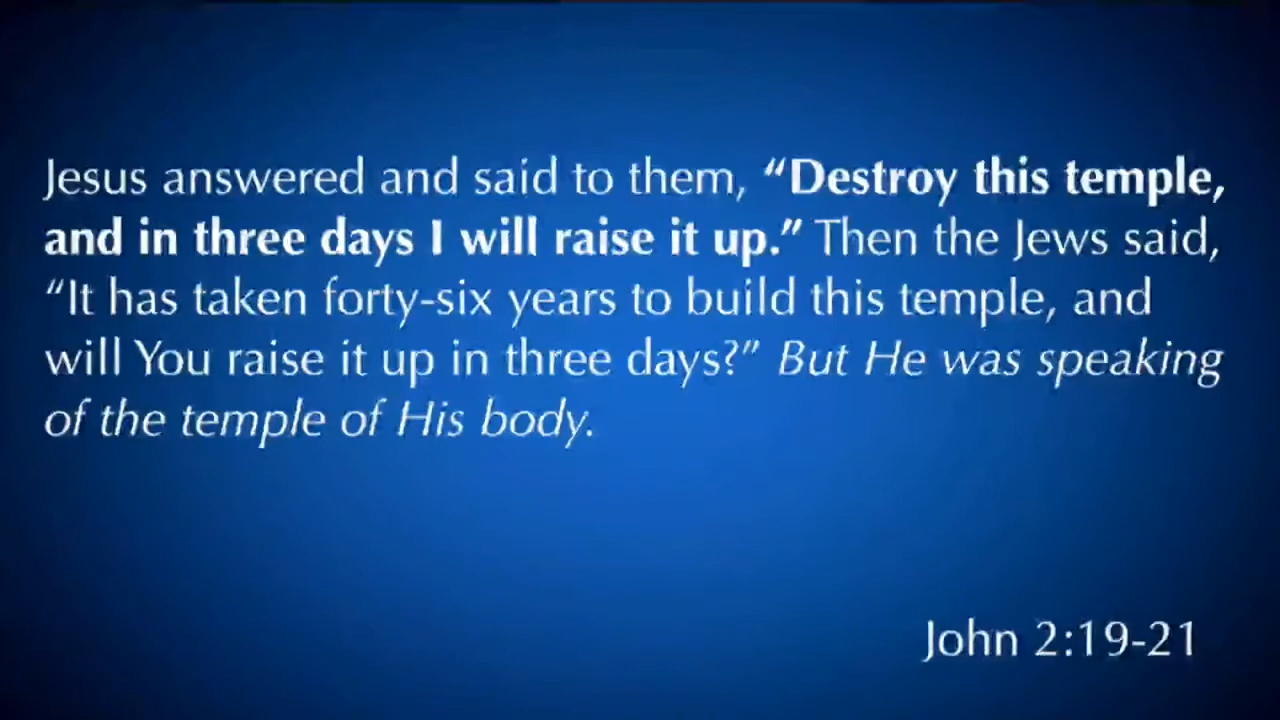 Jesus answered and said to them, “Destroy this temple,
and in three days I will raise it up.” Then the Jews said,
“It has taken forty-six years to build this temple, and
will You raise it up in three days?” But He was speaking
of the temple of His body.
John 2:19-21